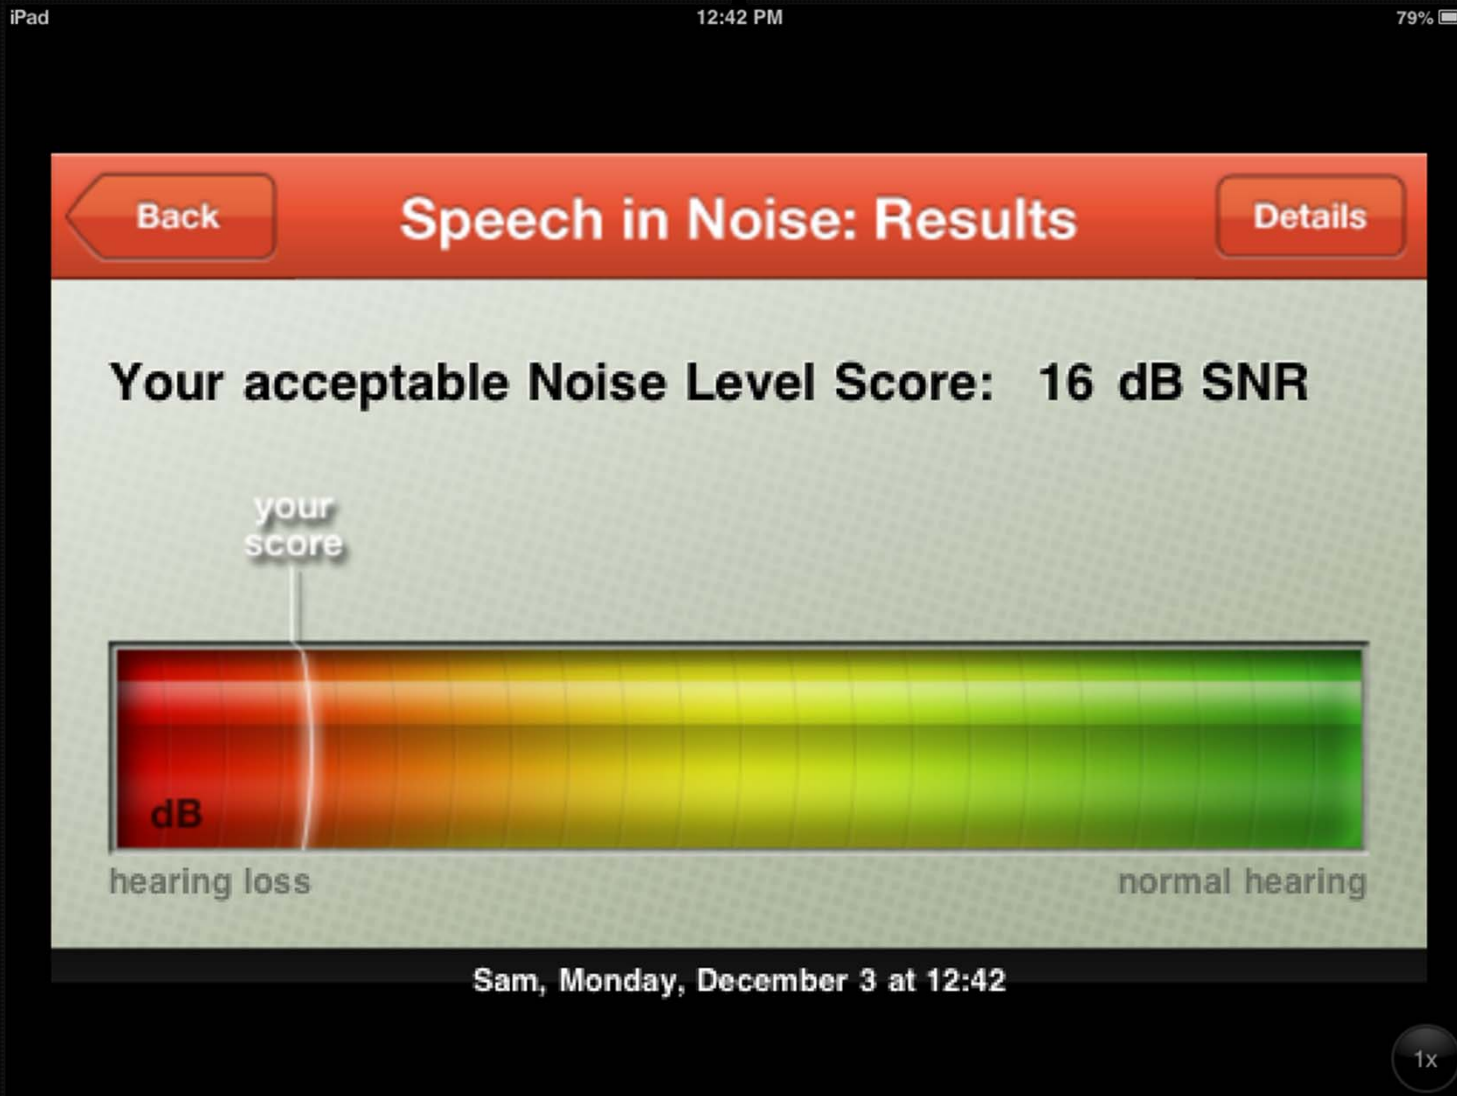 iPad 12:42 PM 79%
Back Speech in Noise: Results Details
Your acceptable Noise Level Score: 16 dB SNR
your
score
dB
hearing loss normal hearing
Sam, Monday, December 3 at 12:42
1x